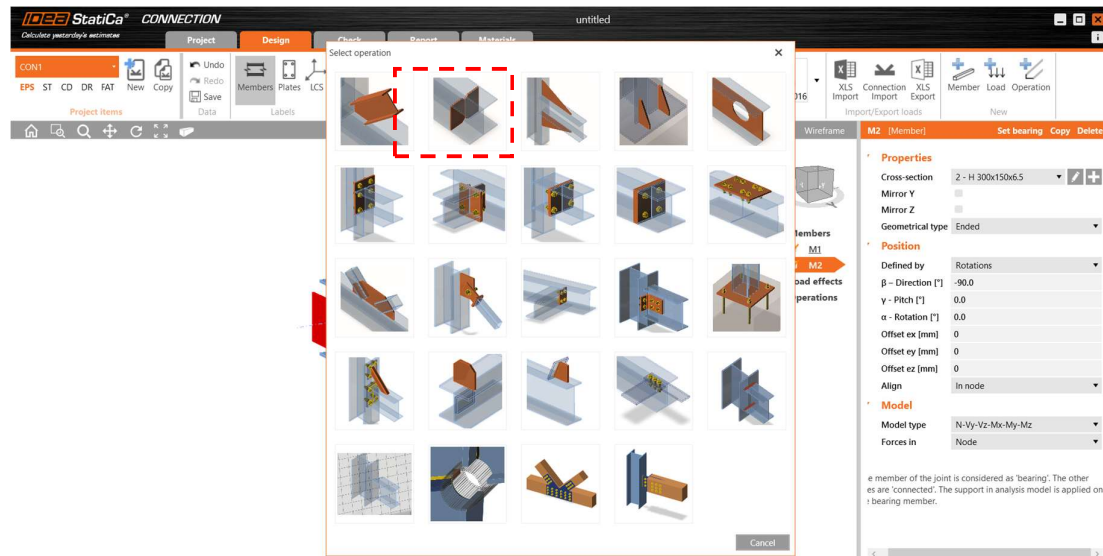 IDEA StatiCa® CONNECTION
Calculate yesterday's estimates
untitled
i
Project Design Check Report Materials
CON1
EPS ST CD DR FAT
New Copy
Project items
Undo
Redo
Save
Data
Members Plates LCS
Labels
Select operation
016
XLS Import
Connection Import
XLS Export
Import/Export loads
Member Load Operation
New
Wireframe
Members
M1
M2
oad effects
perations
M2 [Member] Set bearing Copy Delete
Properties
Cross-section 2 - H 300x150x6.5
Mirror Y
Mirror Z
Geometrical type Ended
Position
Defined by Rotations
β – Direction [°] -90.0
γ - Pitch [°] 0.0
α - Rotation [°] 0.0
Offset ex [mm] 0
Offset ey [mm] 0
Offset ez [mm] 0
Align In node
Model
Model type N-Vy-Vz-Mx-My-Mz
Forces in Node
e member of the joint is considered as 'bearing'. The other
es are 'connected'. The support in analysis model is applied on
bearing member.
Cancel